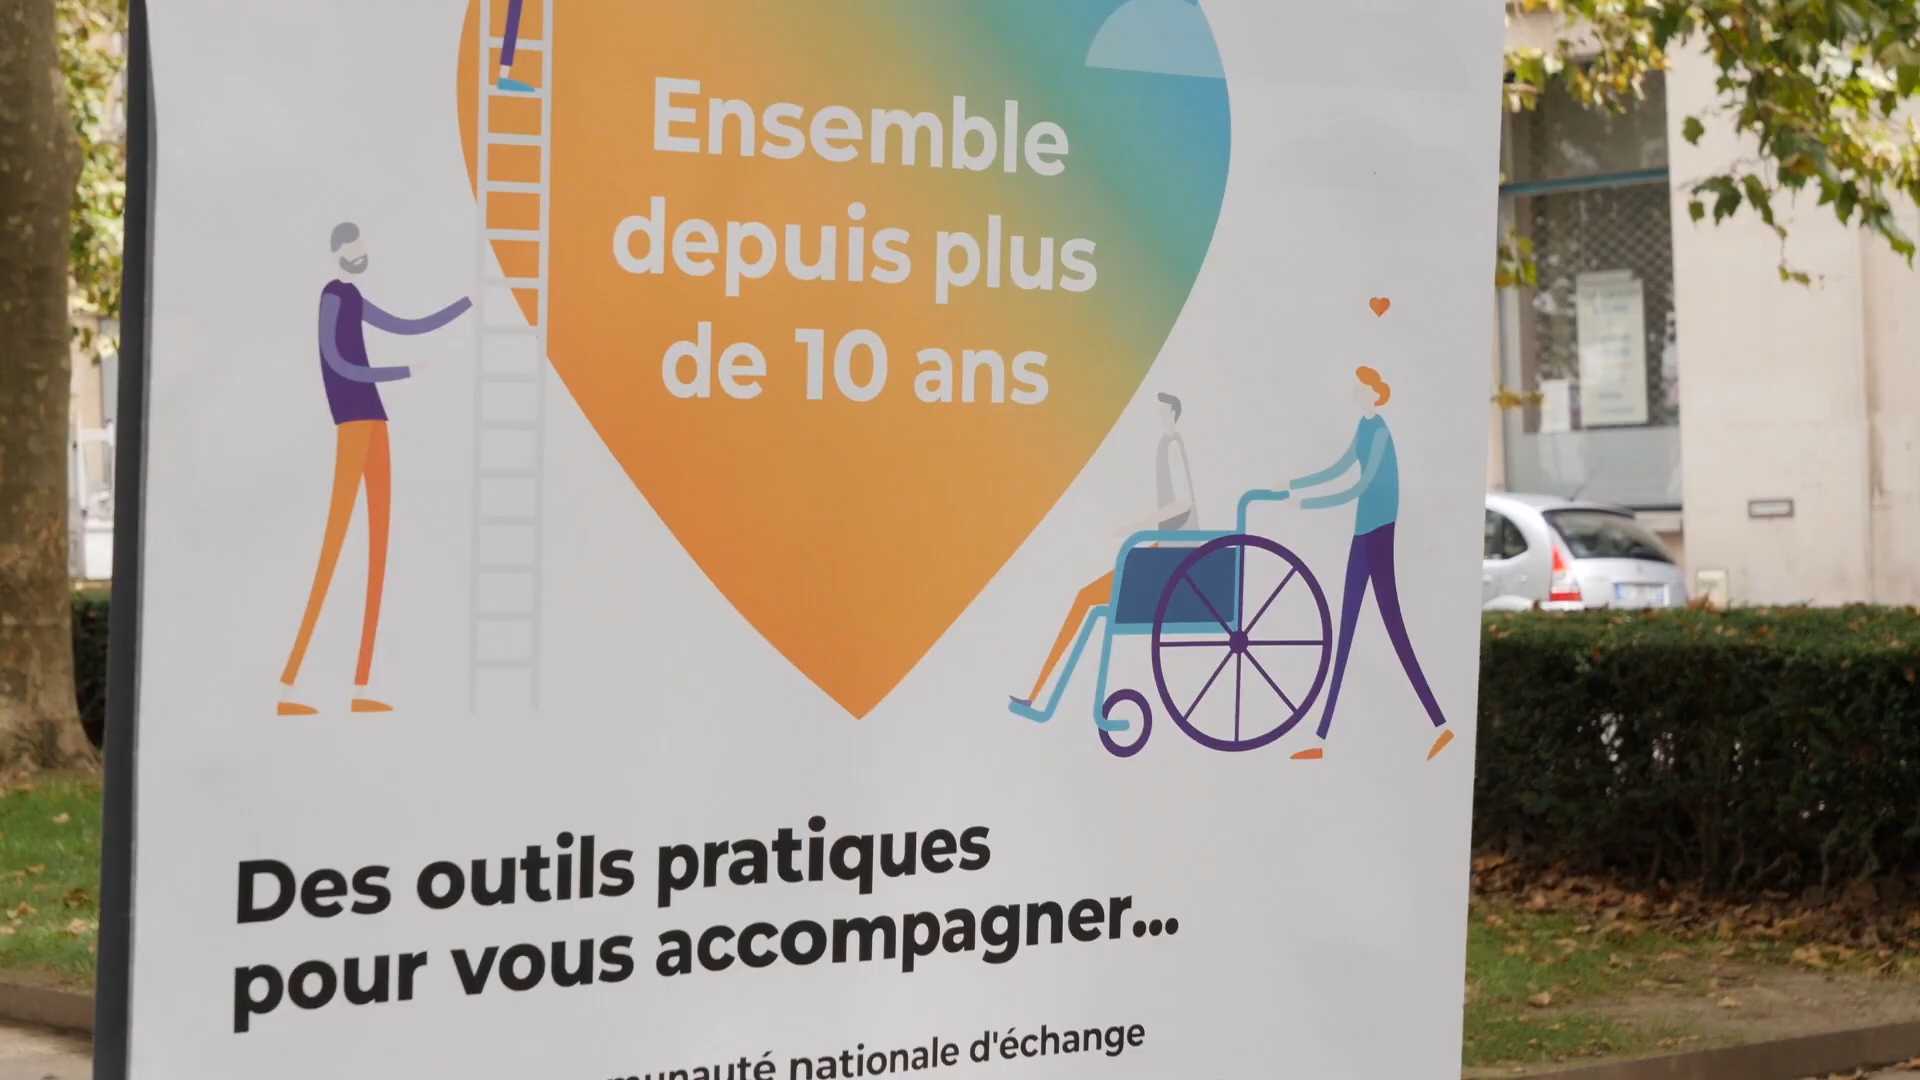 Ensemble
depuis plus
de 10 ans
Des outils pratiques
pour vous accompagner...
nationale d'échange